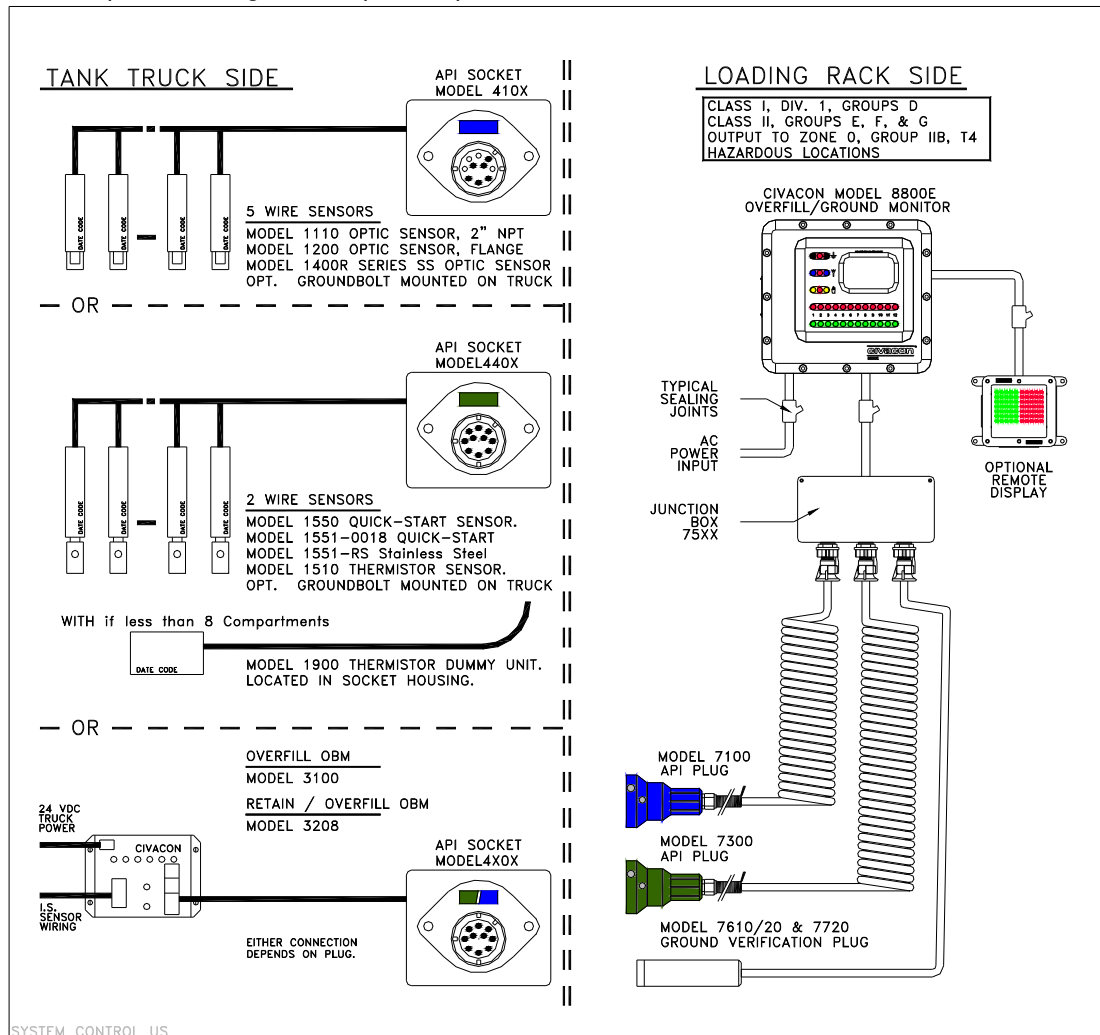 TANK TRUCK SIDE
API SOCKET
MODEL 410X
DATE CODE
DATE CODE
DATE CODE
DATE CODE
5 WIRE SENSORS
MODEL 1110 OPTIC SENSOR, 2" NPT
MODEL 1200 OPTIC SENSOR, FLANGE
MODEL 1400R SERIES SS OPTIC SENSOR
OPT. GROUNDBOLT MOUNTED ON TRUCK
OR
API SOCKET
MODEL440X
DATE CODE
DATE CODE
DATE CODE
DATE CODE
2 WIRE SENSORS
MODEL 1550 QUICK-START SENSOR.
MODEL 1551-0018 QUICK-START
MODEL 1551-RS Stainless Steel
MODEL 1510 THERMISTOR SENSOR.
OPT. GROUNDBOLT MOUNTED ON TRUCK
WITH if less than 8 Compartments
DATE CODE
MODEL 1900 THERMISTOR DUMMY UNIT.
LOCATED IN SOCKET HOUSING.
OR
OVERFILL OBM
MODEL 3100
RETAIN / OVERFILL OBM
MODEL 3208
24 VDC
TRUCK
POWER
CIVACON
I.S.
SENSOR
WIRING
EITHER CONNECTION
DEPENDS ON PLUG.
API SOCKET
MODEL4X0X
LOADING RACK SIDE
CLASS I, DIV. 1, GROUPS D
CLASS II, GROUPS E, F, & G
OUTPUT TO ZONE 0, GROUP IIB, T4
HAZARDOUS LOCATIONS
CIVACON MODEL 8800E
OVERFILL/GROUND MONITOR
1 2 3 4 5 6 7 8 9 10 11 12
CIVACON
TYPICAL
SEALING
JOINTS
AC
POWER
INPUT
OPTIONAL
REMOTE
DISPLAY
JUNCTION
BOX
75XX
MODEL 7100
API PLUG
MODEL 7300
API PLUG
MODEL 7610/20 & 7720
GROUND VERIFICATION PLUG
SYSTEM CONTROL US